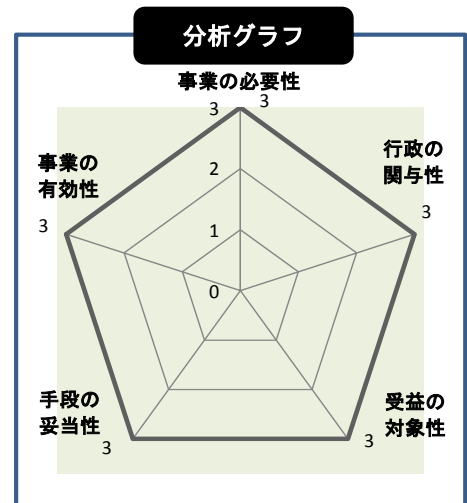 分析グラフ
事業の必要性
3
3
行政の
関与性
3
事業の
有効性
3
2
1
0
手段の
妥当性
3
受益の
対象性
3